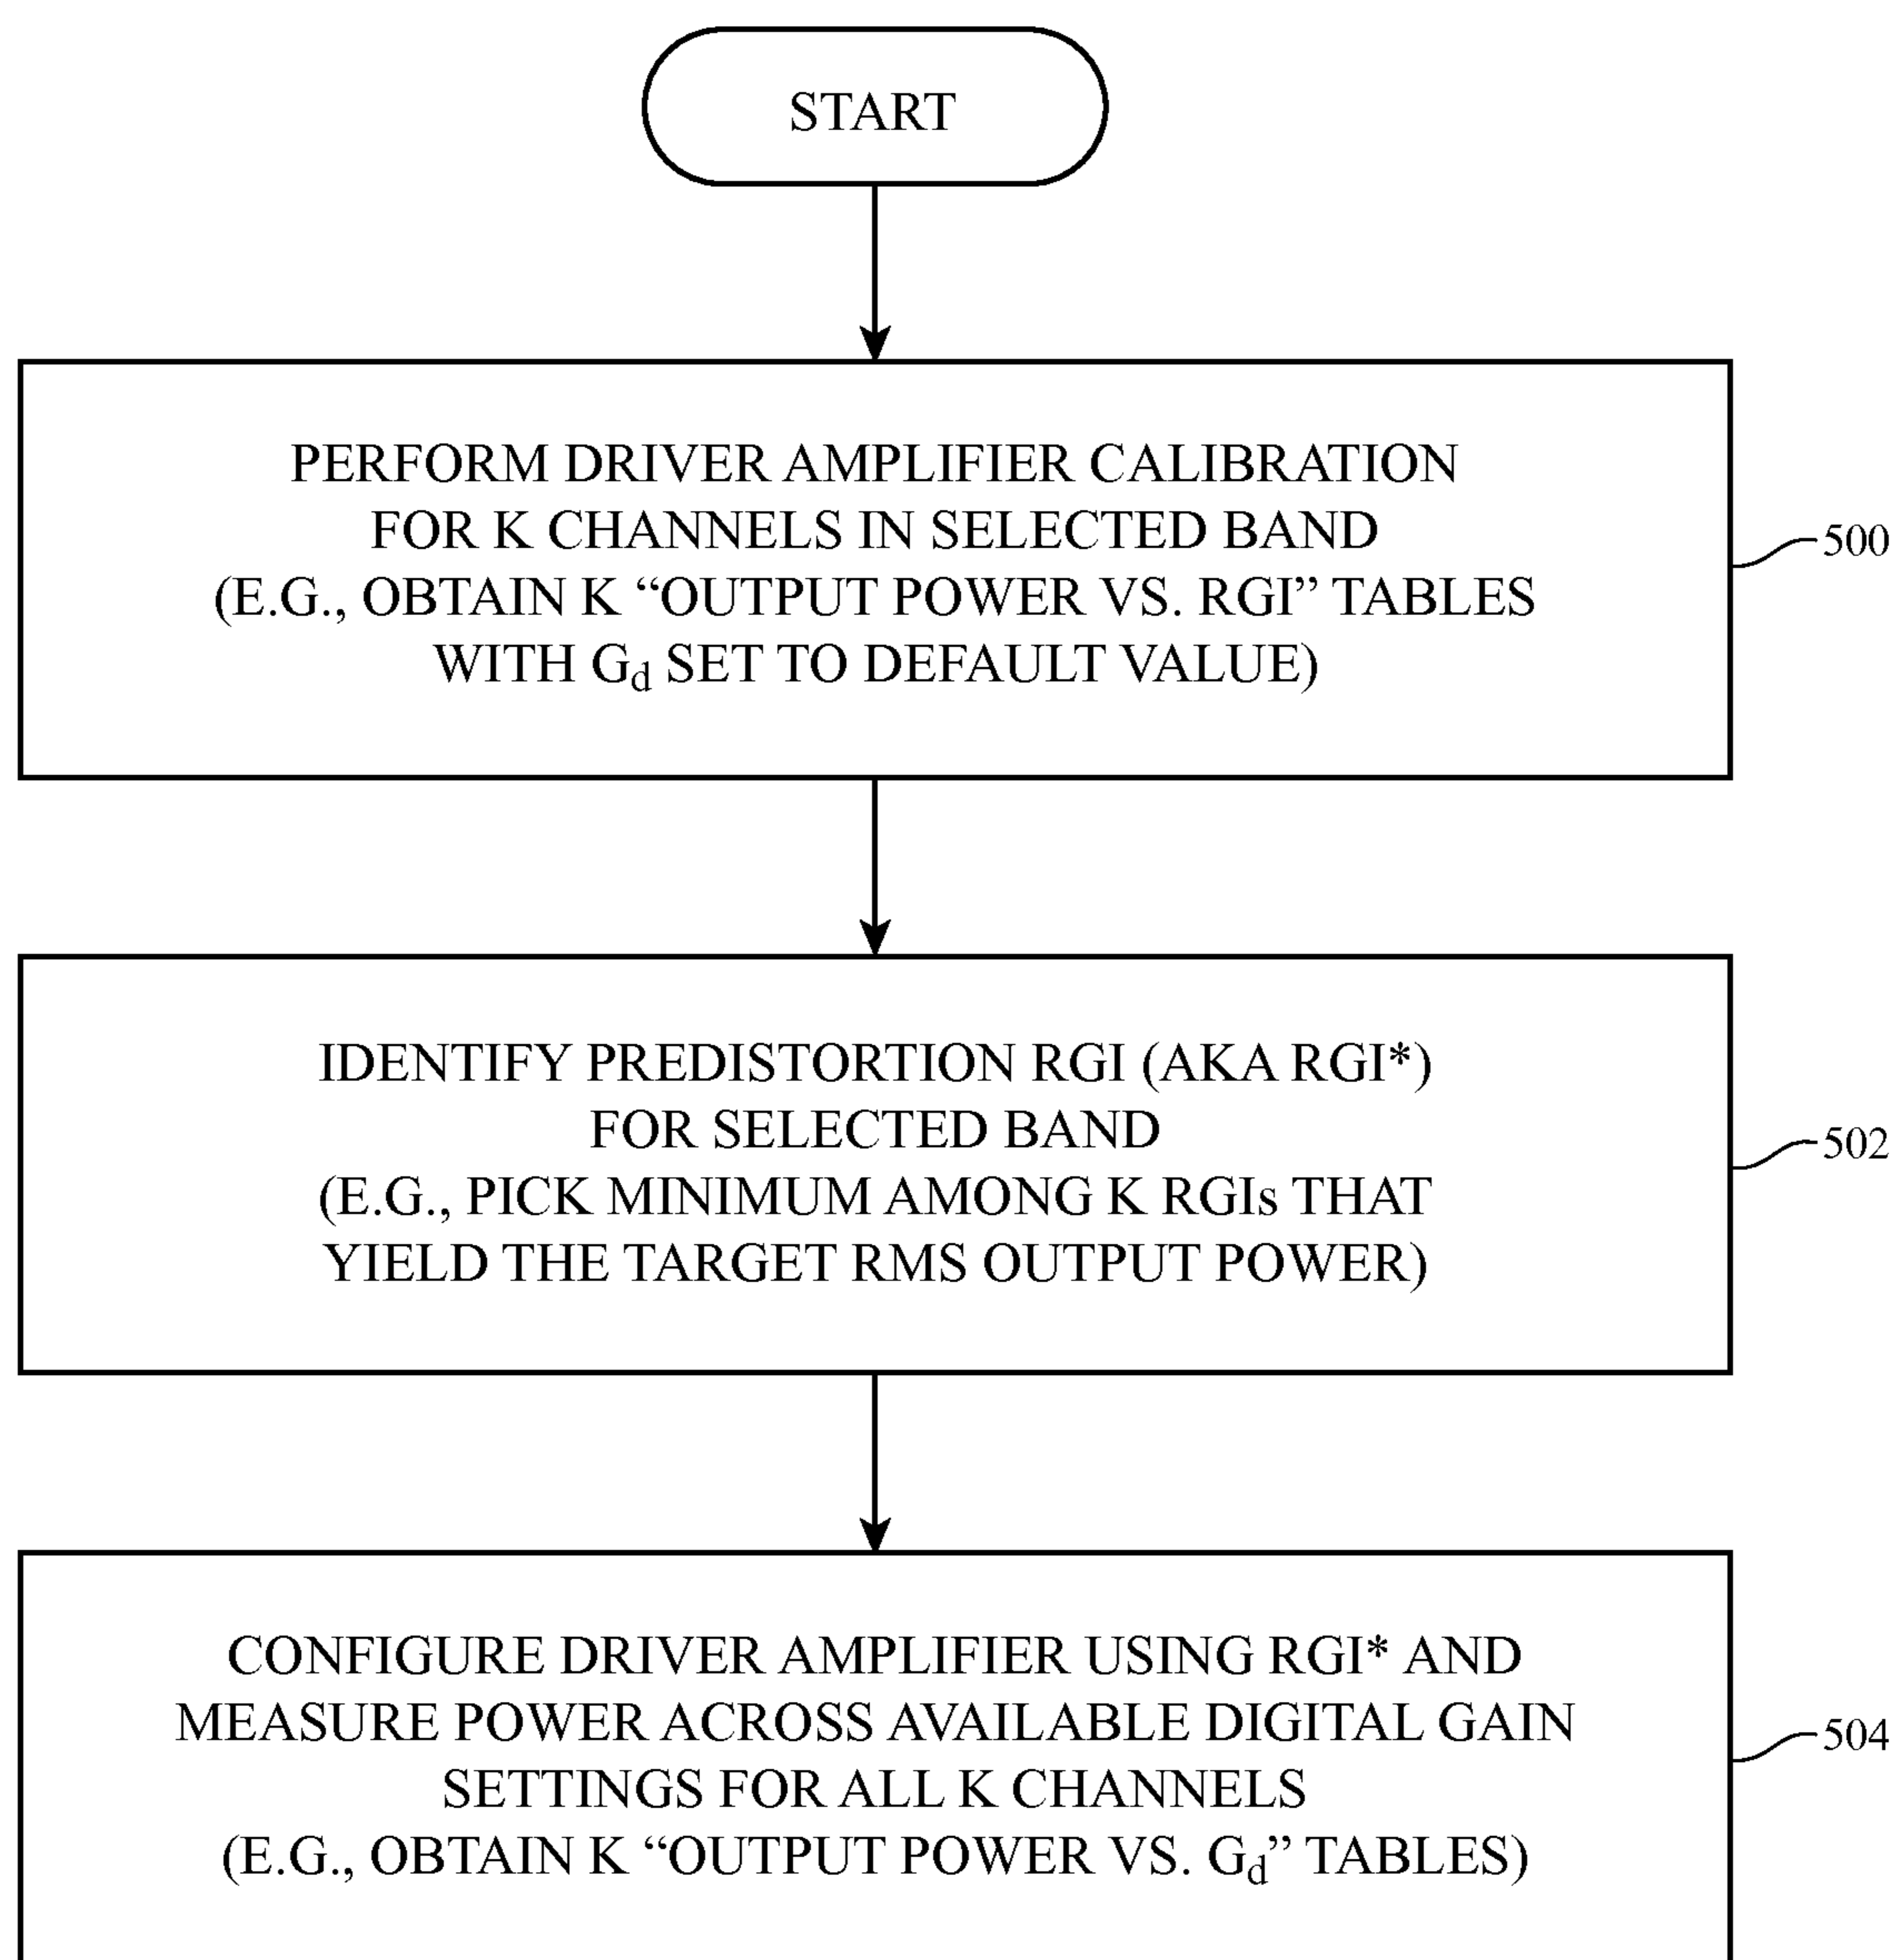 START
PERFORM DRIVER AMPLIFIER CALIBRATION
FOR K CHANNELS IN SELECTED BAND
(E.G., OBTAIN K “OUTPUT POWER VS. RGI” TABLES
WITH Gd SET TO DEFAULT VALUE)
500
IDENTIFY PREDISTORTION RGI (AKA RGI*)
FOR SELECTED BAND
(E.G., PICK MINIMUM AMONG K RGIs THAT
YIELD THE TARGET RMS OUTPUT POWER)
502
CONFIGURE DRIVER AMPLIFIER USING RGI* AND
MEASURE POWER ACROSS AVAILABLE DIGITAL GAIN
SETTINGS FOR ALL K CHANNELS
(E.G., OBTAIN K “OUTPUT POWER VS. Gd” TABLES)
504